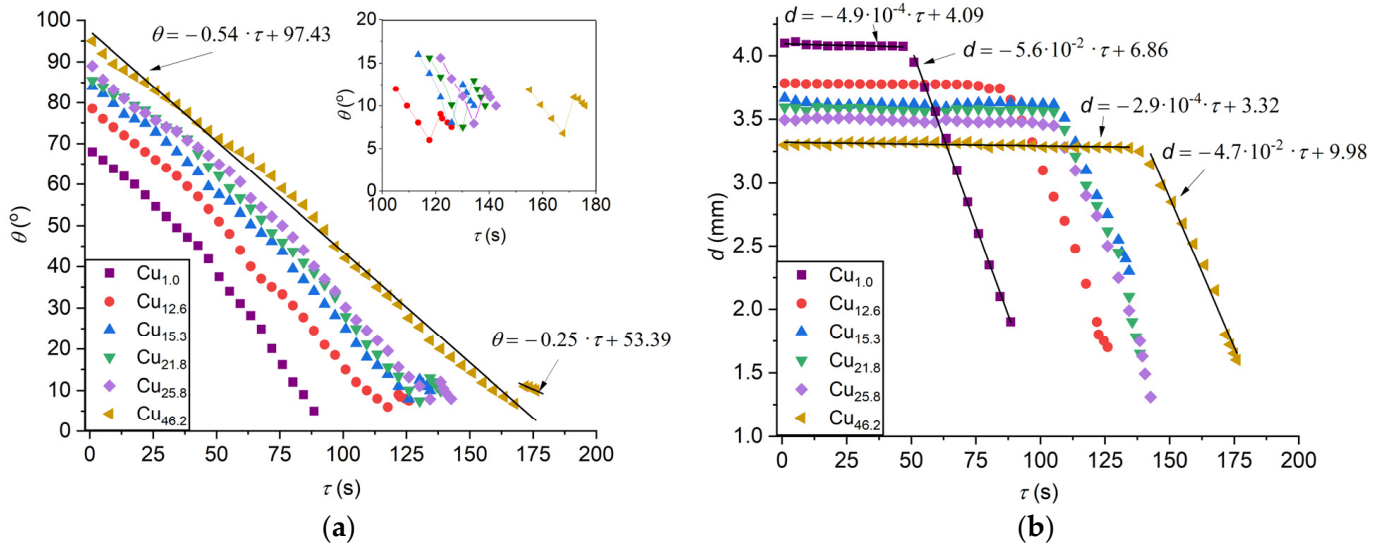 100
90
80
70
60
50
40
30
20
10
0
θ (°)
0 25 50 75 100 125 150 175 200
τ (s)
θ = −0.54 · τ + 97.43
θ = −0.25 · τ + 53.39
20
15
10
5
0
θ (°)
100 120 140 160 180
τ (s)
Cu1.0
Cu12.6
Cu15.3
Cu21.8
Cu25.8
Cu46.2
(a)
4.0
3.5
3.0
2.5
2.0
1.5
1.0
d (mm)
0 25 50 75 100 125 150 175 200
τ (s)
d = −4.9·10-4· τ + 4.09
d = −5.6·10-2 · τ + 6.86
d = −2.9·10-4· τ + 3.32
d = −4.7·10-2 · τ + 9.98
Cu1.0
Cu12.6
Cu15.3
Cu21.8
Cu25.8
Cu46.2
(b)